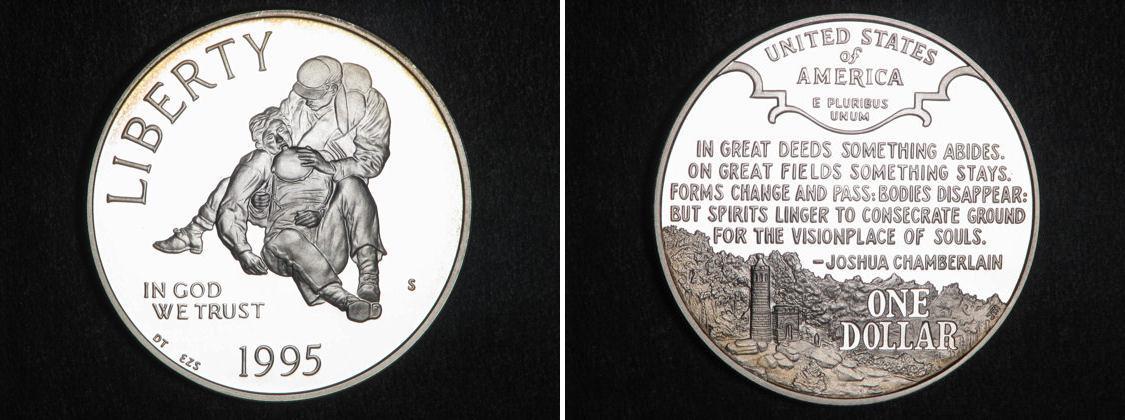 LIBERTY
IN GOD
WE TRUST
S
DT EZS
1995
UNITED STATES
of
AMERICA
E PLURIBUS
UNUM
IN GREAT DEEDS SOMETHING ABIDES.
ON GREAT FIELDS SOMETHING STAYS.
FORMS CHANGE AND PASS: BODIES DISAPPEAR:
BUT SPIRITS LINGER TO CONSECRATE GROUND
FOR THE VISIONPLACE OF SOULS.
-JOSHUA CHAMBERLAIN
ONE
DOLLAR